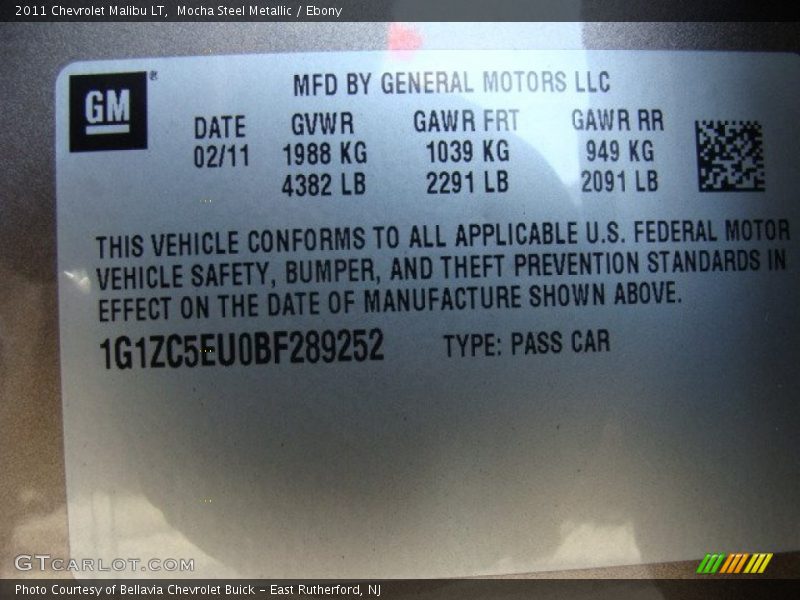 2011 Chevrolet Malibu LT, Mocha Steel Metallic / Ebony
GM®
MFD BY GENERAL MOTORS LLC
DATE GVWR GAWR FRT GAWR RR
02/11 1988 KG 1039 KG 949 KG
4382 LB 2291 LB 2091 LB
THIS VEHICLE CONFORMS TO ALL APPLICABLE U.S. FEDERAL MOTOR
VEHICLE SAFETY, BUMPER, AND THEFT PREVENTION STANDARDS IN
EFFECT ON THE DATE OF MANUFACTURE SHOWN ABOVE.
1G1ZC5EU0BF289252 TYPE: PASS CAR
GTCARLOT.COM
Photo Courtesy of Bellavia Chevrolet Buick – East Rutherford, NJ